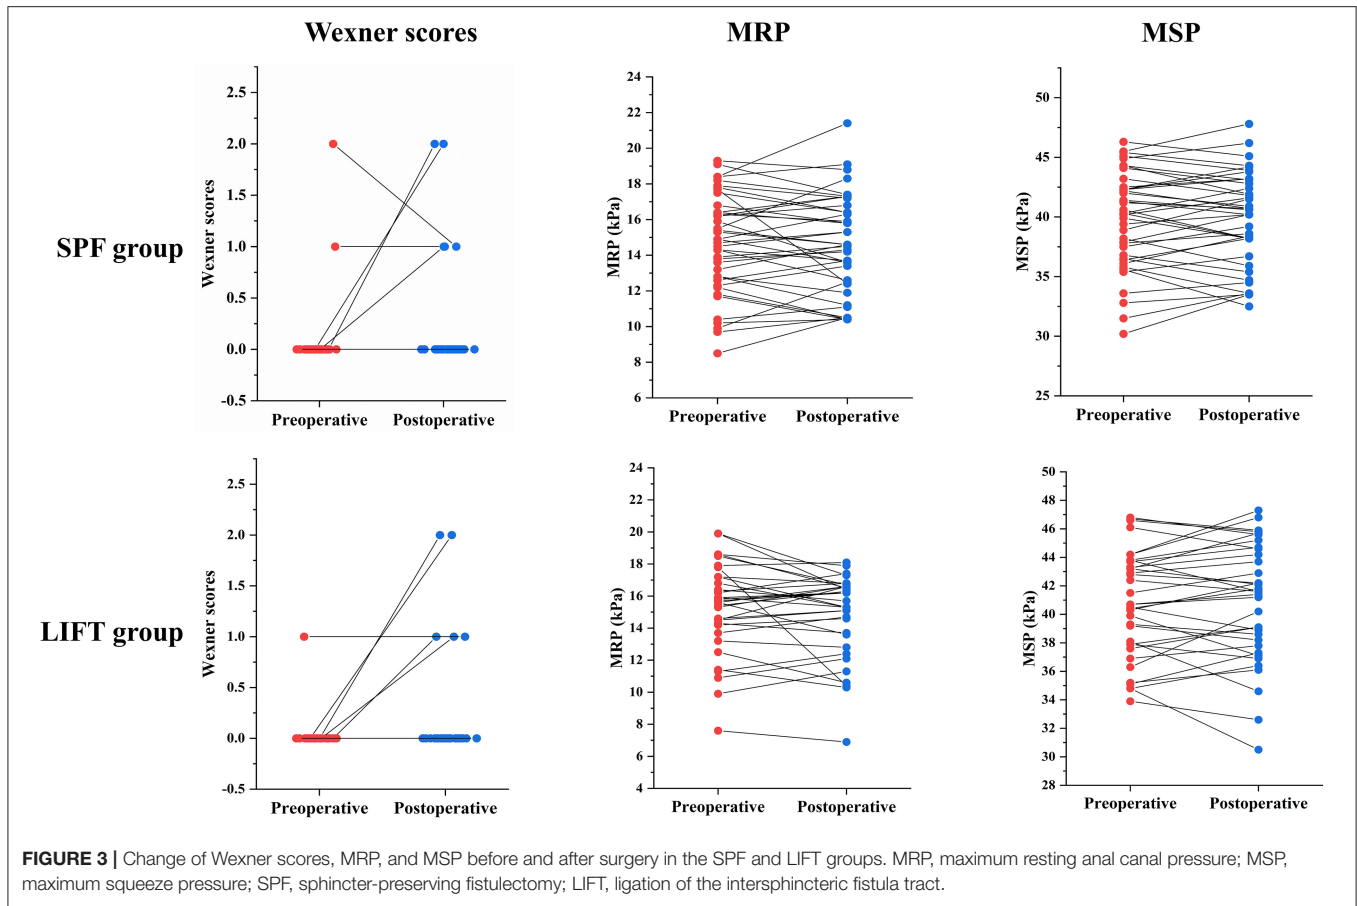 Wexner scores
MRP
MSP
SPF group
Wexner scores
2.5
2.0
1.5
1.0
0.5
0.0
-0.5
Preoperative Postoperative
MRP (kPa)
24
22
20
18
16
14
12
10
8
6
Preoperative Postoperative
MSP (kPa)
50
45
40
35
30
25
Preoperative Postoperative
LIFT group
Wexner scores
2.5
2.0
1.5
1.0
0.5
0.0
-0.5
Preoperative Postoperative
MRP (kPa)
24
22
20
18
16
14
12
10
8
6
4
Preoperative Postoperative
MSP (kPa)
50
48
46
44
42
40
38
36
34
32
30
28
Preoperative Postoperative
FIGURE 3 | Change of Wexner scores, MRP, and MSP before and after surgery in the SPF and LIFT groups. MRP, maximum resting anal canal pressure; MSP,
maximum squeeze pressure; SPF, sphincter-preserving fistulectomy; LIFT, ligation of the intersphincteric fistula tract.